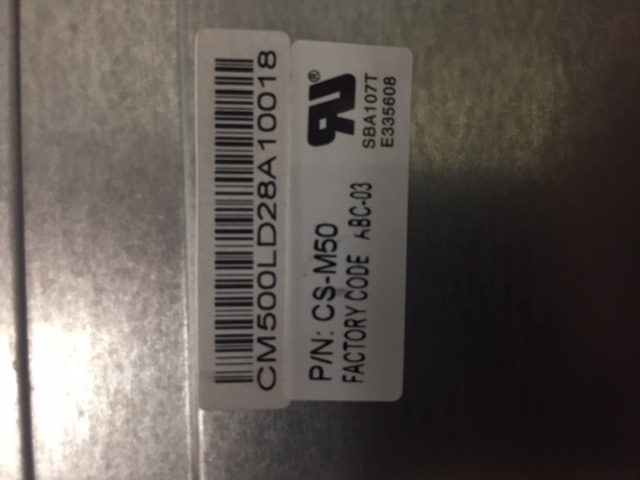 CM500LD28A10018
P/N: CS-M50
FACTORY CODE ABC-03
®
SBA107T
E335608